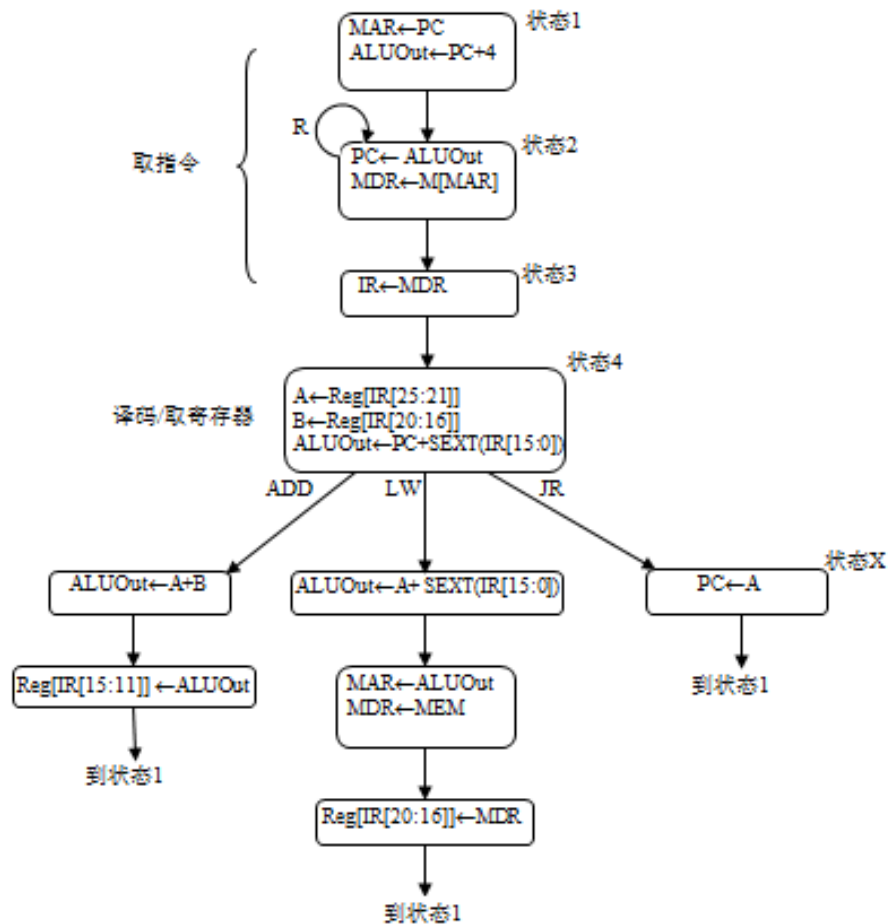 MAR←PC
ALUOut←PC+4
状态1
R
取指令
PC← ALUOut
MDR←M[MAR]
状态2
IR←MDR
状态3
状态4
译码/取寄存器
A←Reg[IR[25:21]]
B←Reg[IR[20:16]]
ALUOut←PC+SEXT(IR[15:0])
ADD
LW
JR
ALUOut←A+B
ALUOut←A+ SEXT(IR[15:0])
PC←A
状态X
Reg[IR[15:11]] ←ALUOut
MAR←ALUOut
MDR←MEM
到状态1
到状态1
Reg[IR[20:16]]←MDR
到状态1